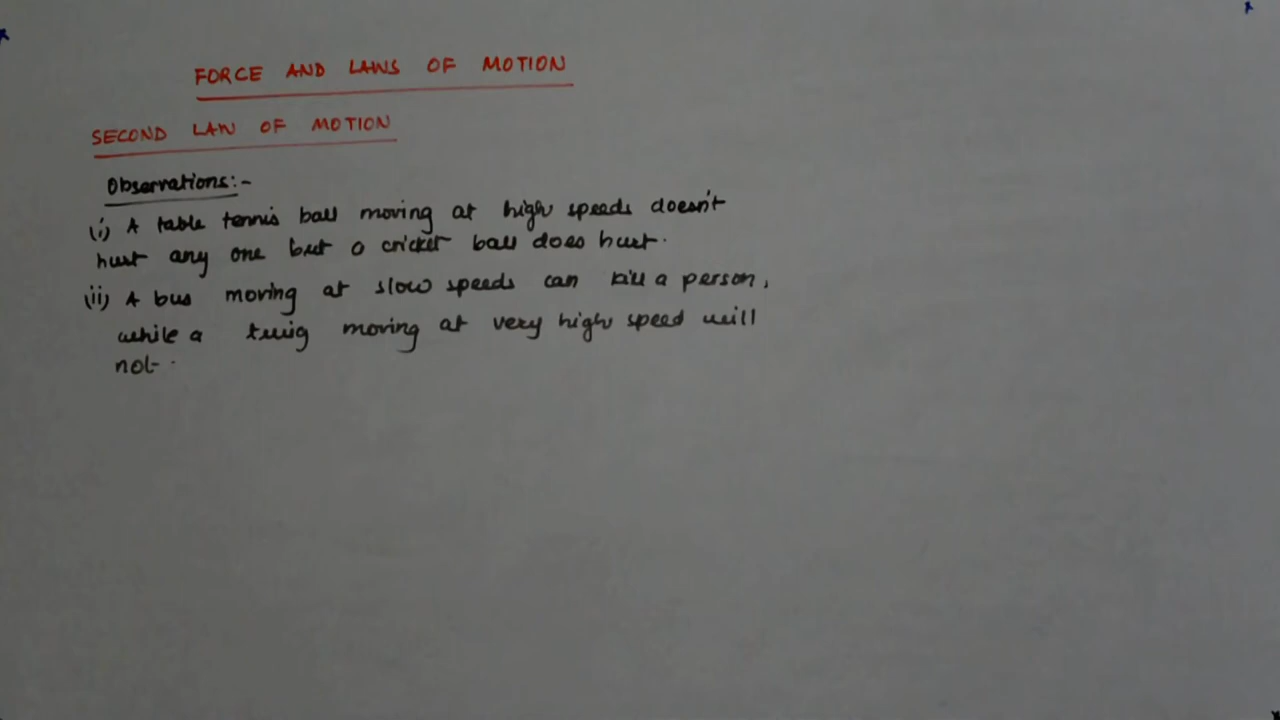 FORCE AND LAWS OF MOTION
SECOND LAW OF MOTION
Observations:-
(i) A table tennis ball moving at high speeds doesn't
hurt any one but a cricket ball does hurt.
(ii) A bus moving at slow speeds can kill a person,
while a twig moving at very high speed will
not.